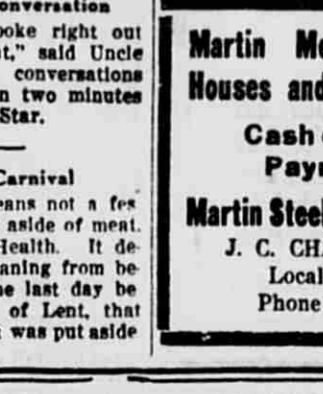 onversation
poke right out
t," said Uncle
conversations
n two minutes
Star.
Carnival
eans not a fes
aside of meat.
Health. It de-
aning from be
e last day be
of Lent, that
was put aside
Martin
Houses and
Cash
Pay
Martin Steel
J. C. CH
Local
Phone